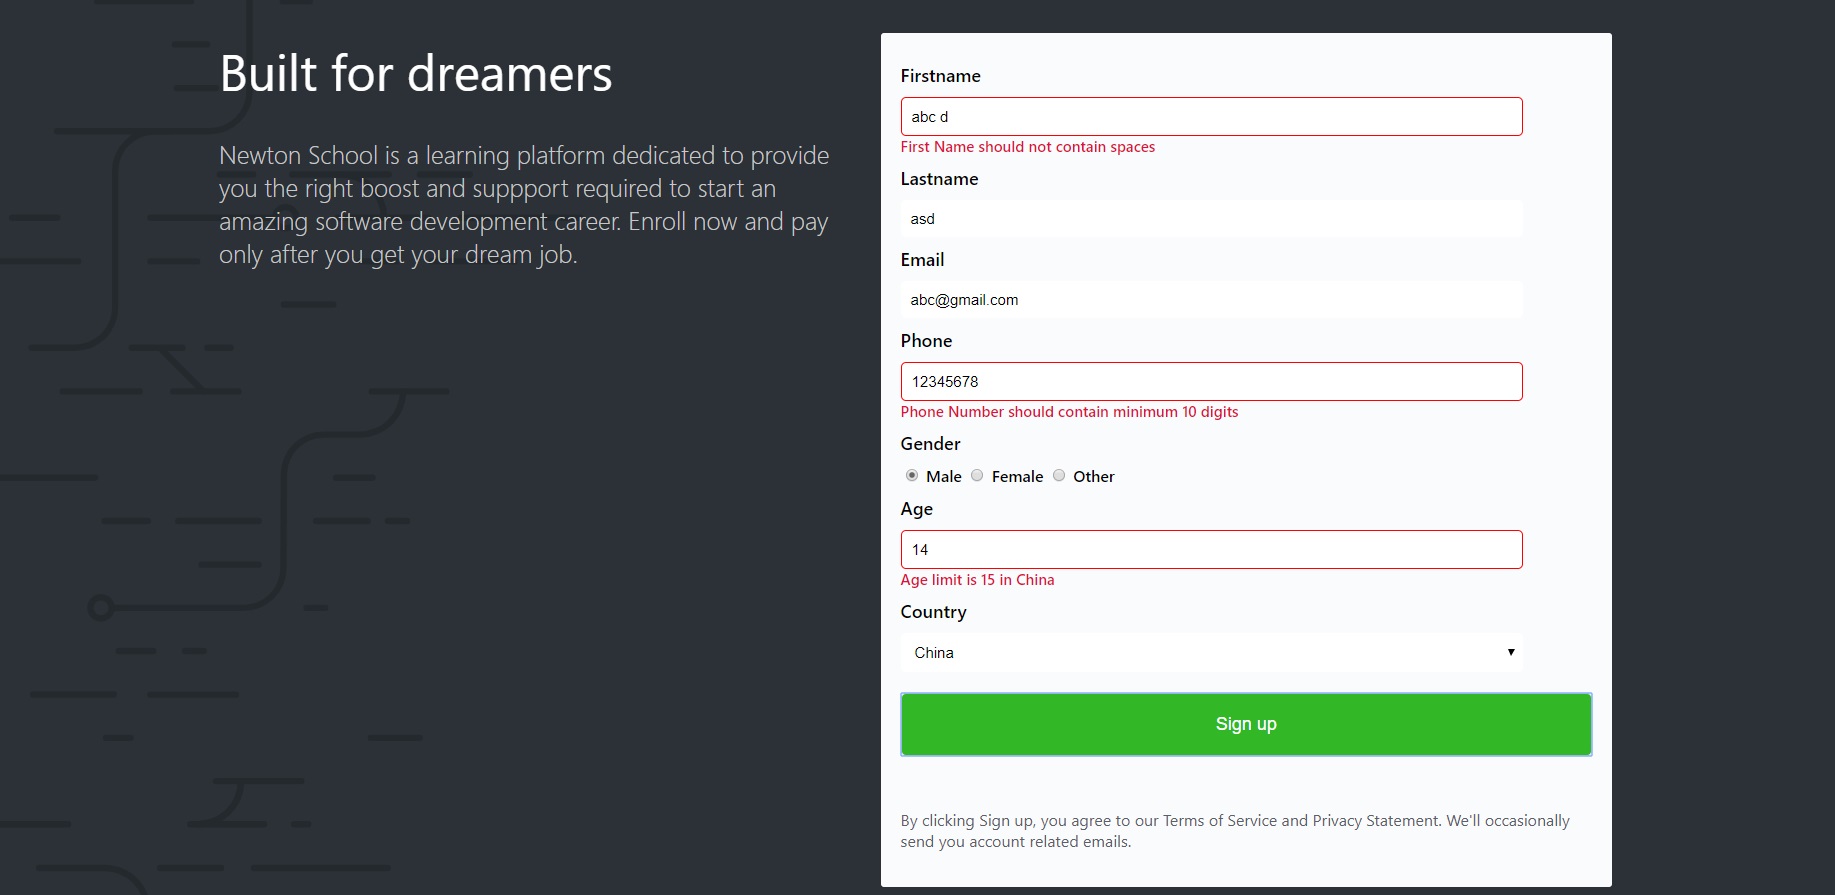 Built for dreamers
Newton School is a learning platform dedicated to provide
you the right boost and suppport required to start an
amazing software development career. Enroll now and pay
only after you get your dream job.
Firstname
abc d
First Name should not contain spaces
Lastname
asd
Email
abc@gmail.com
Phone
12345678
Phone Number should contain minimum 10 digits
Gender
Male Female Other
Age
14
Age limit is 15 in China
Country
China
Sign up
By clicking Sign up, you agree to our Terms of Service and Privacy Statement. We'll occasionally
send you account related emails.